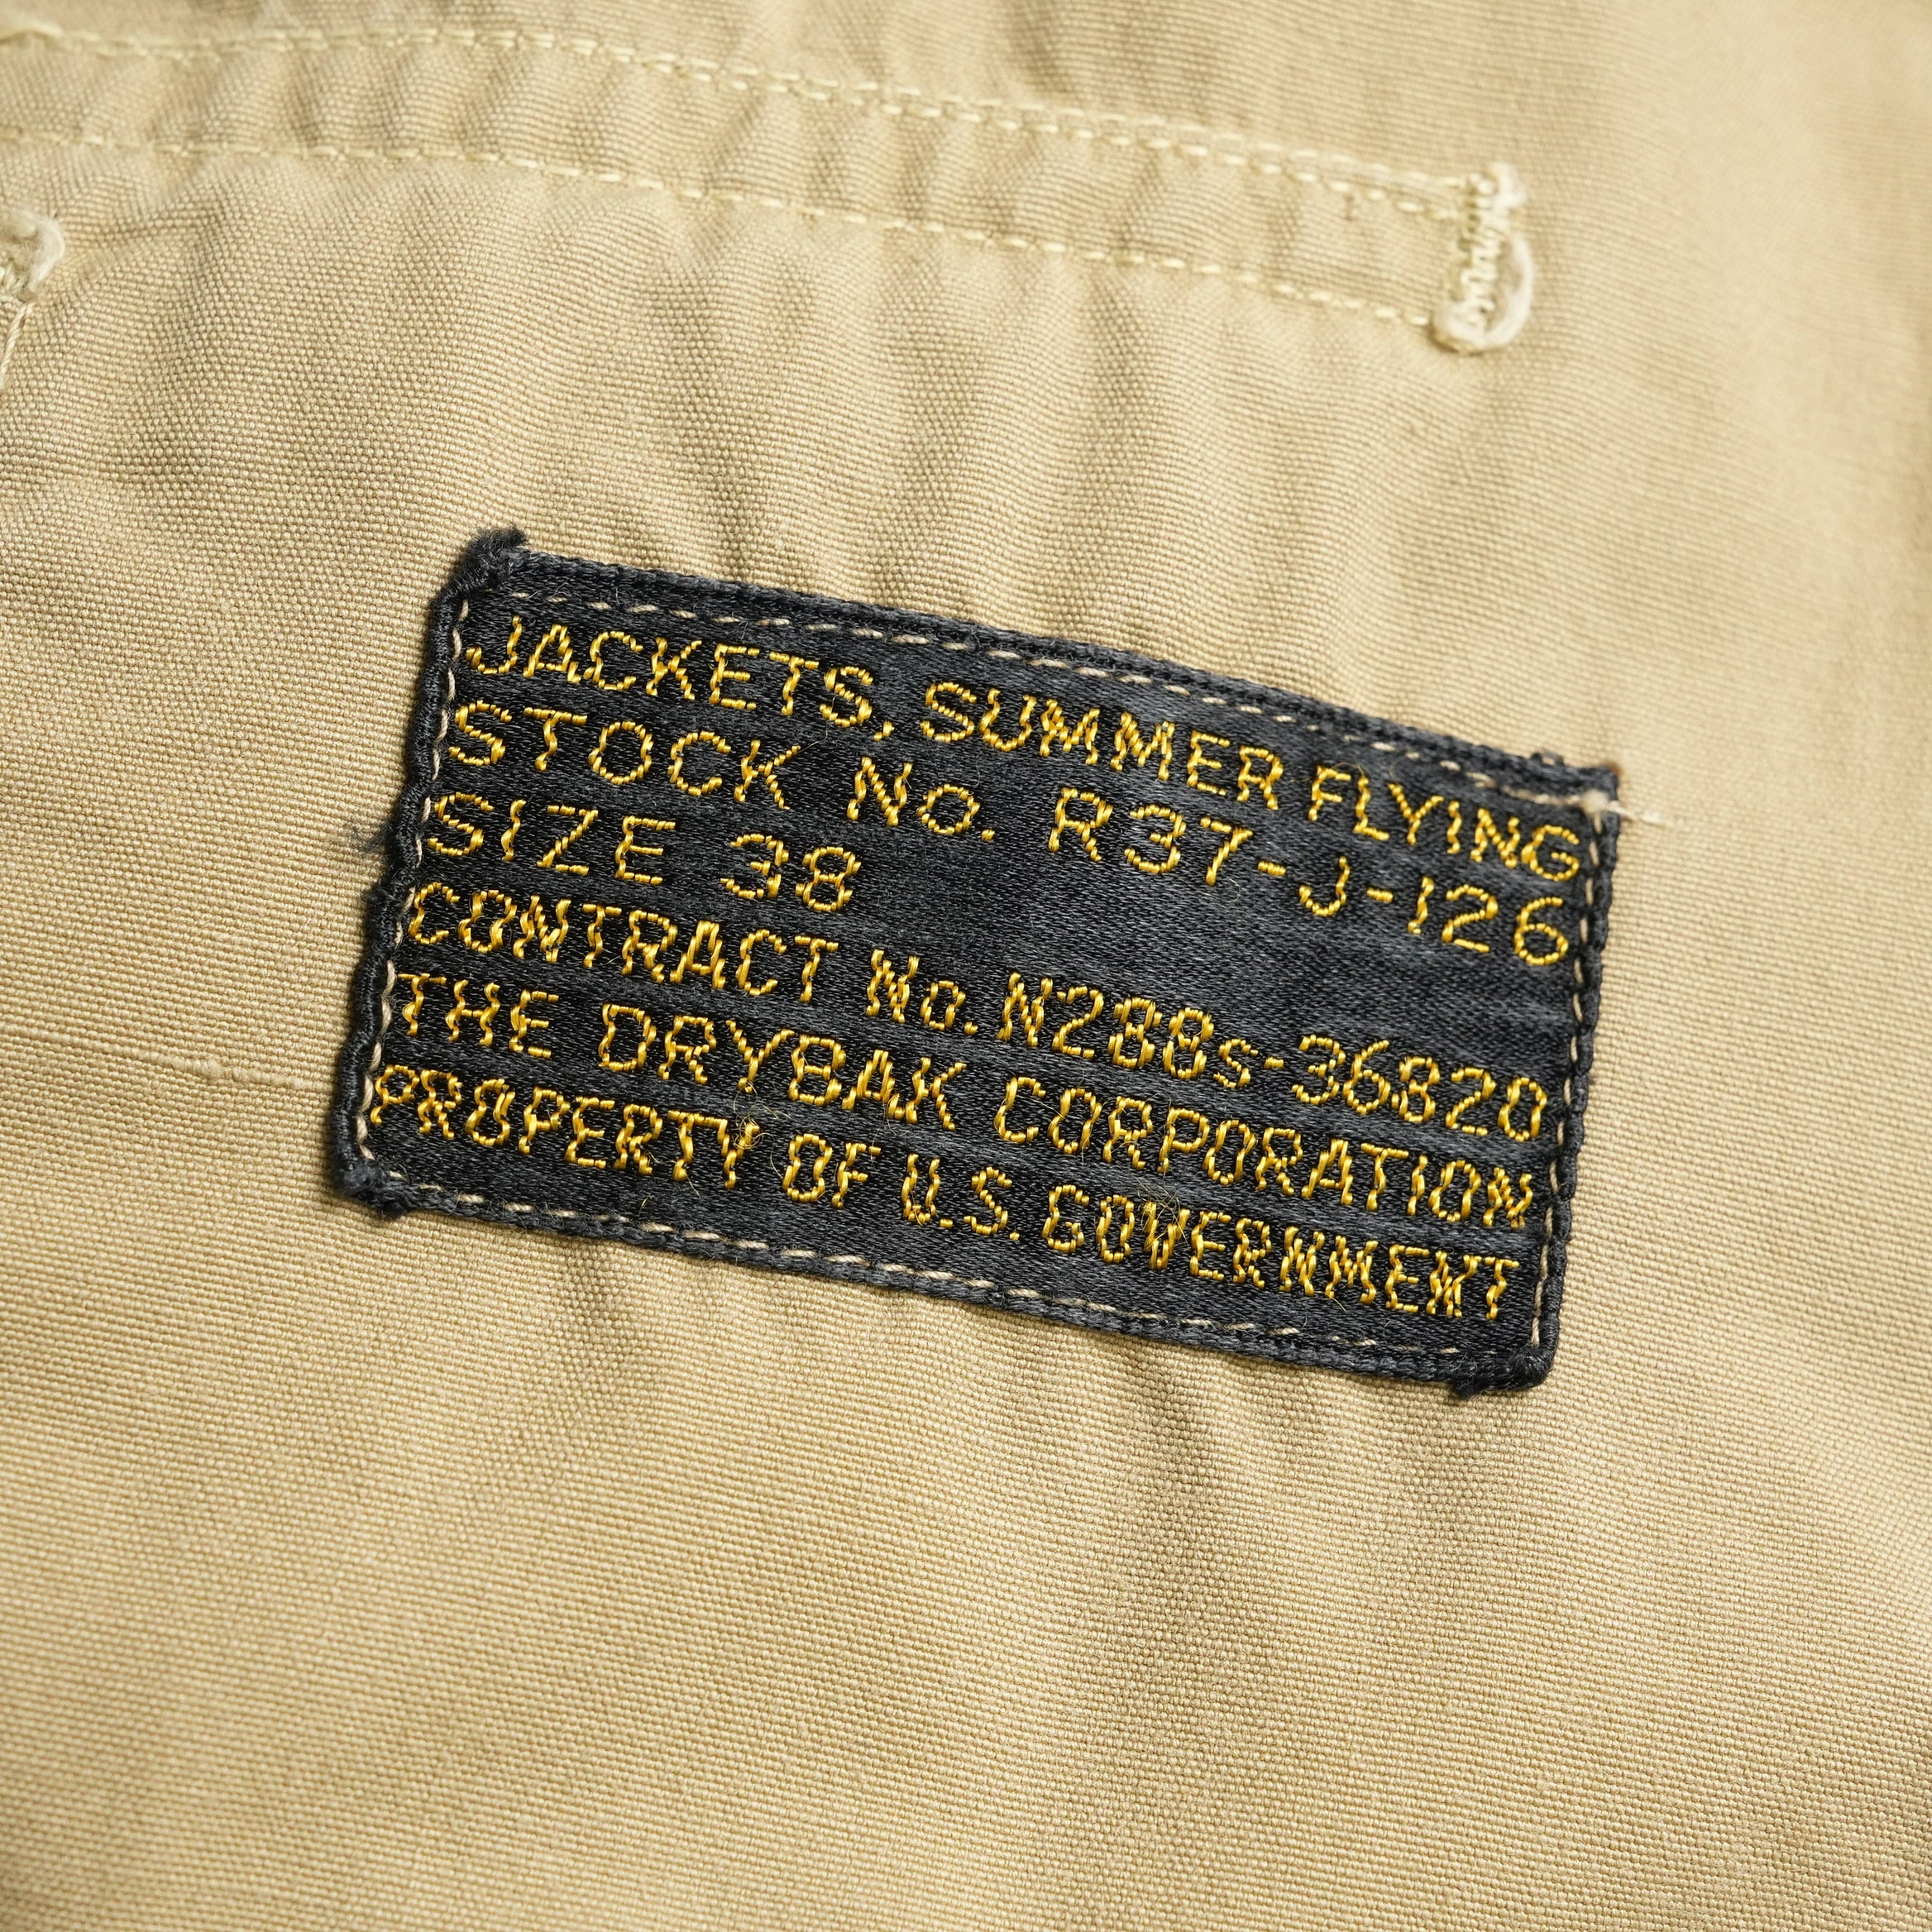 JACKETS, SUMMER FLYING
STOCK No. R37-J-126
SIZE 38
CONTRACT No. N288s-36820
THE DRYBAK CORPORATION
PROPERTY OF U.S. GOVERNMENT